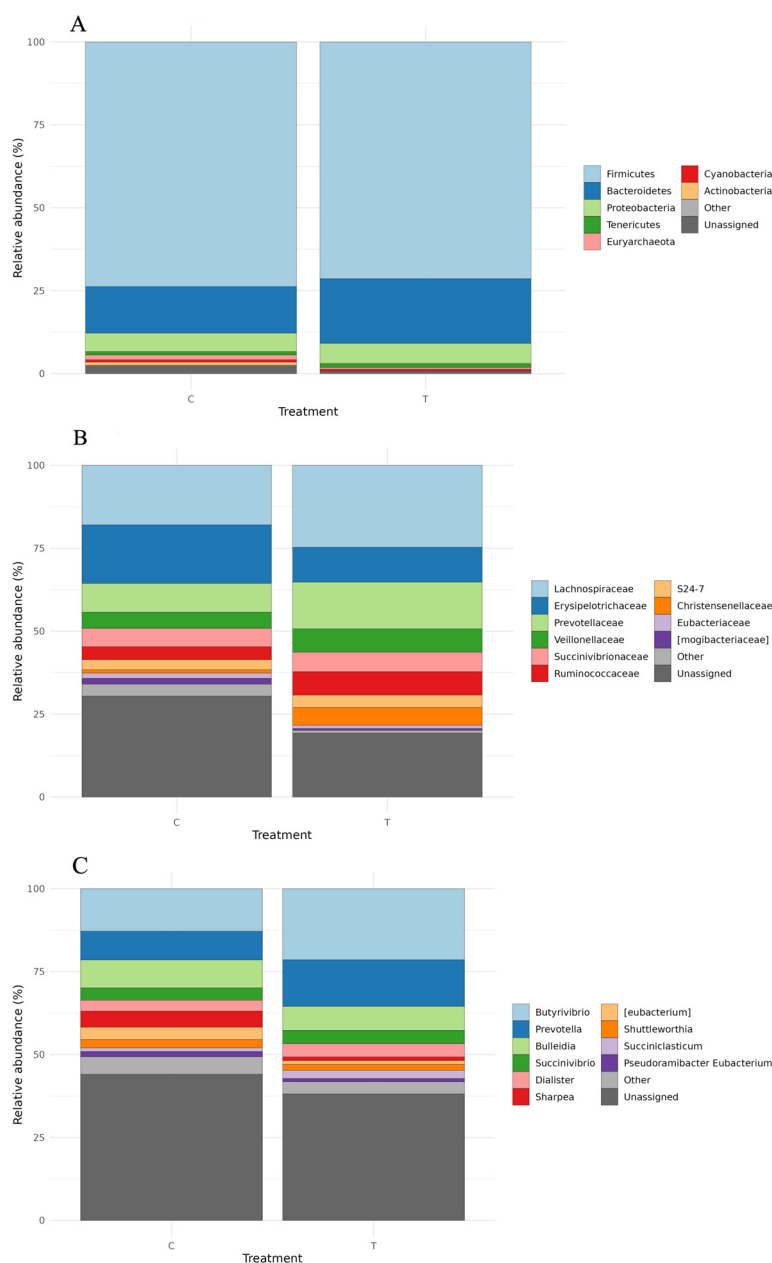 A
100
75
50
25
0
Relative abundance (%)
C T
Treatment
Firmicutes Cyanobacteria
Bacteroidetes Actinobacteria
Proteobacteria Other
Tenericutes Unassigned
Euryarchaeota
B
100
75
50
25
0
Relative abundance (%)
C T
Treatment
Lachnospiraceae S24-7
Erysipelotrichaceae Christensenellaceae
Prevotellaceae Eubacteriaceae
Veillonellaceae [mogibacteriaceae]
Succinivibrionaceae Other
Ruminococcaceae Unassigned
C
100
75
50
25
0
Relative abundance (%)
C T
Treatment
Butyrivibrio [eubacterium]
Prevotella Shuttleworthia
Bulleidia Succiniclasticum
Succinivibrio Pseudoramibacter Eubacterium
Dialister Other
Sharpea Unassigned